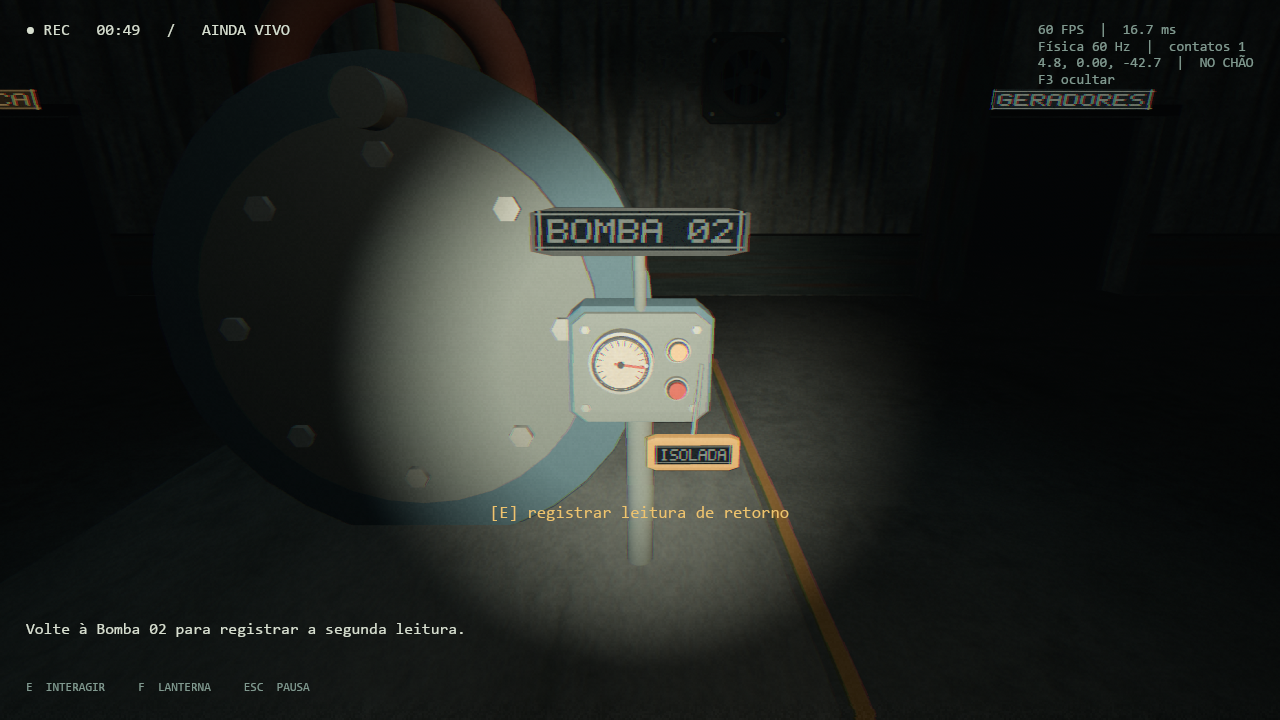 ● REC 00:49 / AINDA VIVO
60 FPS | 16.7 ms
Física 60 Hz | contatos 1
4.8, 0.00, -42.7 | NO CHÃO
F3 ocultar
CA
GERADORES
BOMBA 02
ISOLADA
[E] registrar leitura de retorno
Volte à Bomba 02 para registrar a segunda leitura.
E INTERAGIR F LANTERNA ESC PAUSA